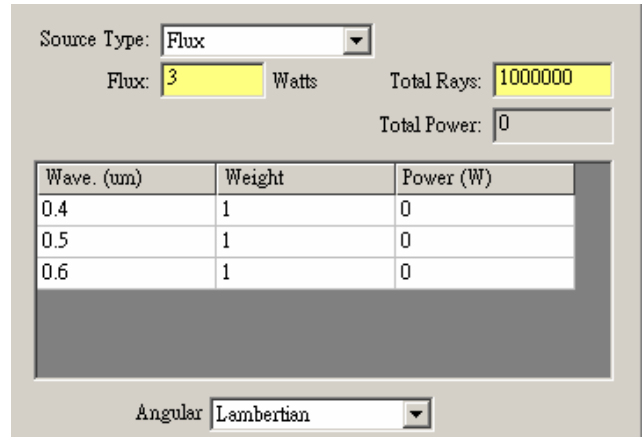 Source Type: Flux
Flux: 3 Watts Total Rays: 1000000
Total Power: 0
Wave. (um) Weight Power (W)
0.4 1 0
0.5 1 0
0.6 1 0
Angular Lambertian